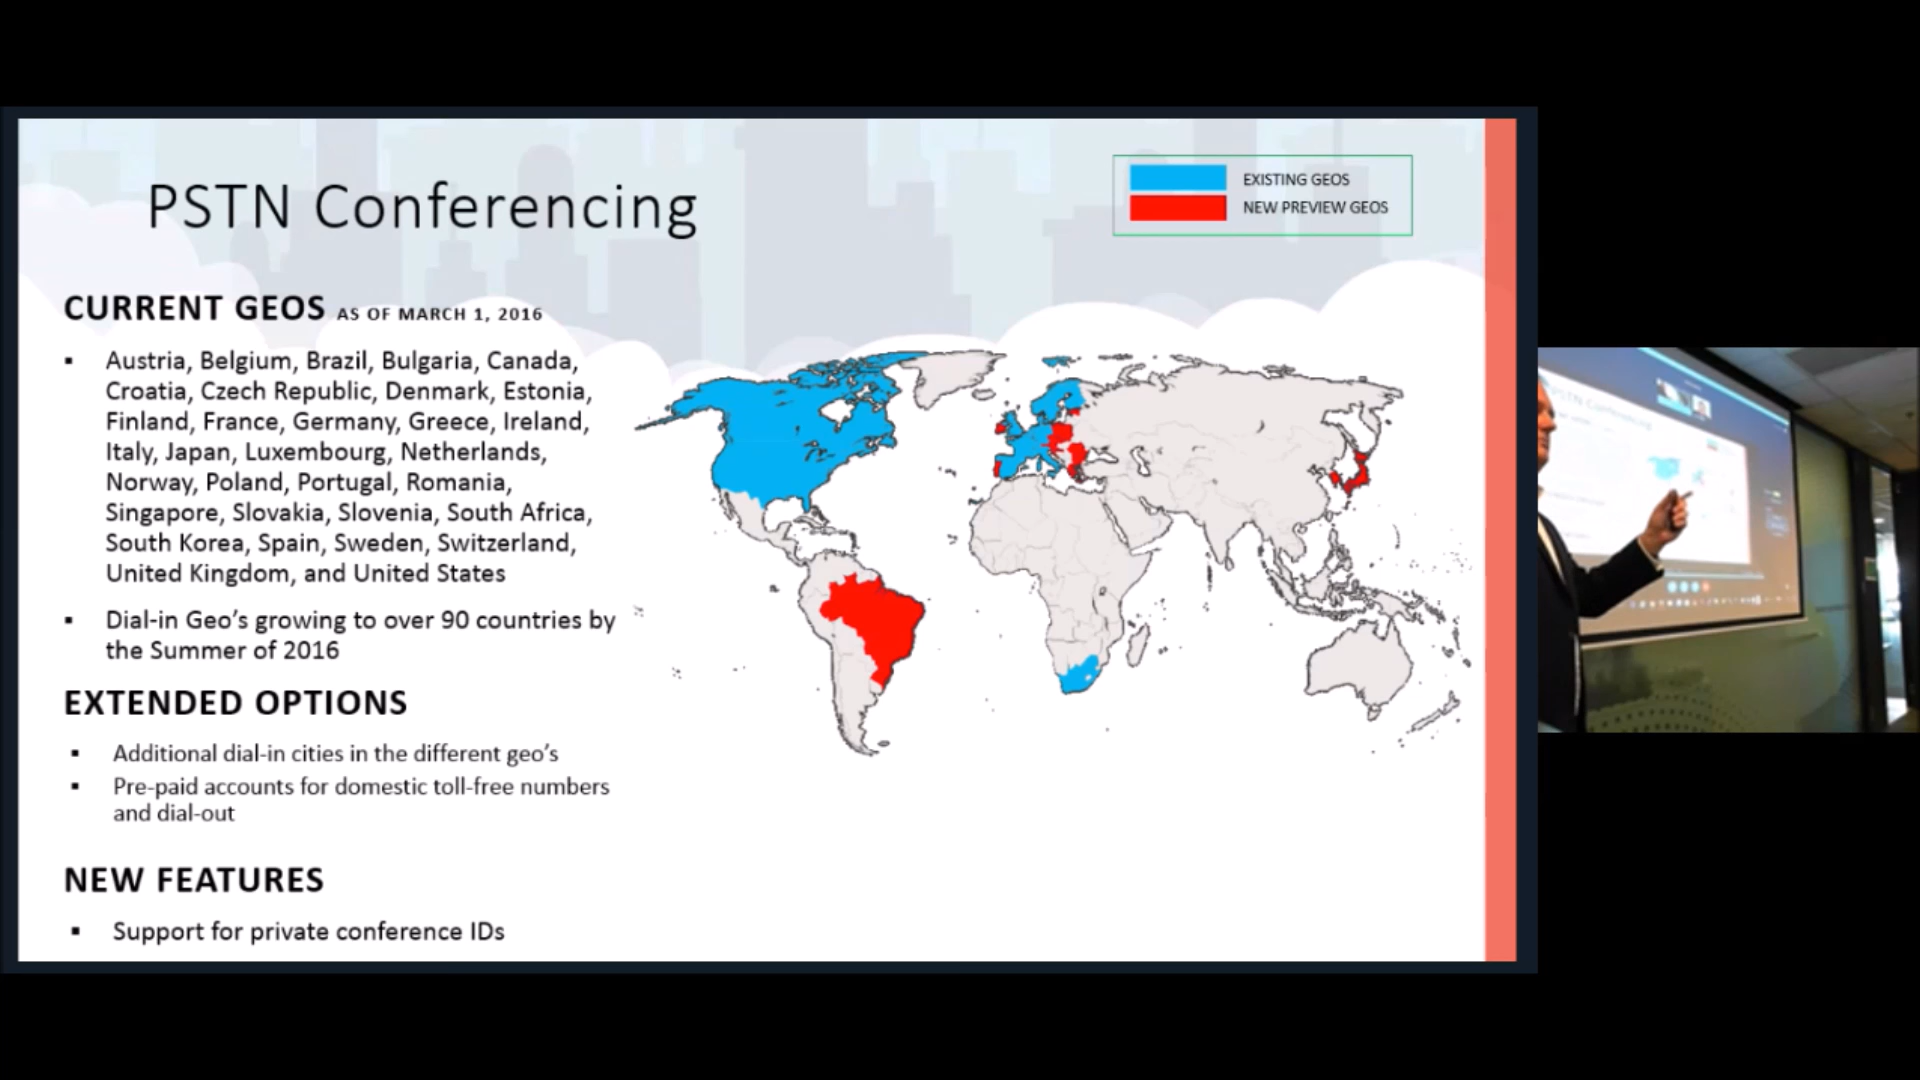 PSTN Conferencing
EXISTING GEOS
NEW PREVIEW GEOS
CURRENT GEOS AS OF MARCH 1, 2016
▪ Austria, Belgium, Brazil, Bulgaria, Canada,
Croatia, Czech Republic, Denmark, Estonia,
Finland, France, Germany, Greece, Ireland,
Italy, Japan, Luxembourg, Netherlands,
Norway, Poland, Portugal, Romania,
Singapore, Slovakia, Slovenia, South Africa,
South Korea, Spain, Sweden, Switzerland,
United Kingdom, and United States
▪ Dial-in Geo's growing to over 90 countries by
the Summer of 2016
EXTENDED OPTIONS
▪ Additional dial-in cities in the different geo's
▪ Pre-paid accounts for domestic toll-free numbers
and dial-out
NEW FEATURES
▪ Support for private conference IDs